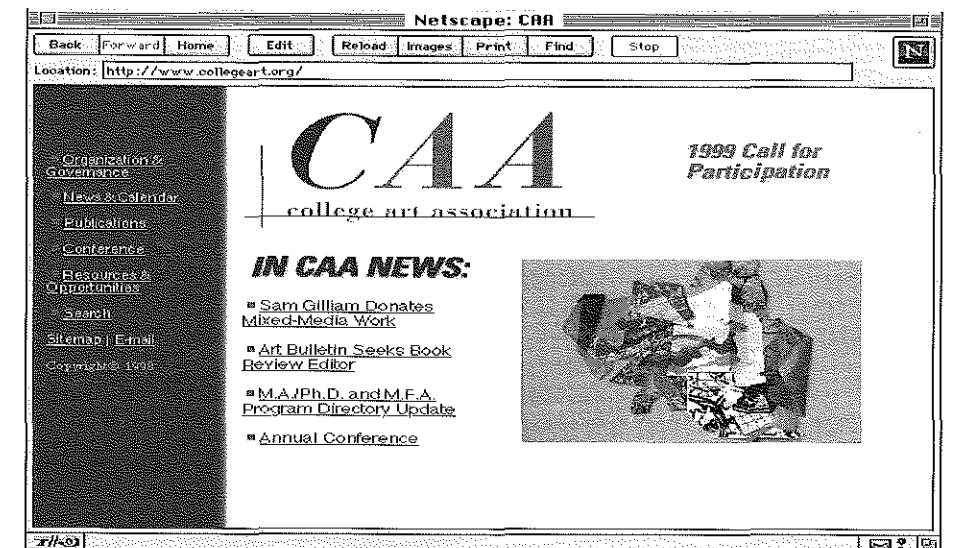 Netscape: CAA
Back Forward Home Edit Reload Images Print Find Stop
N
Location: http://www.collegeart.org/
Organization &
Governance
News & Calendar
Publications
Conference
Resources &
Opportunities
Search
Sitemap | E-mail
Copyright© 1998
CAA
college art association
1999 Call for
Participation
IN CAA NEWS:
Sam Gilliam Donates
Mixed-Media Work
Art Bulletin Seeks Book
Review Editor
M.A./Ph.D. and M.F.A.
Program Directory Update
Annual Conference
?